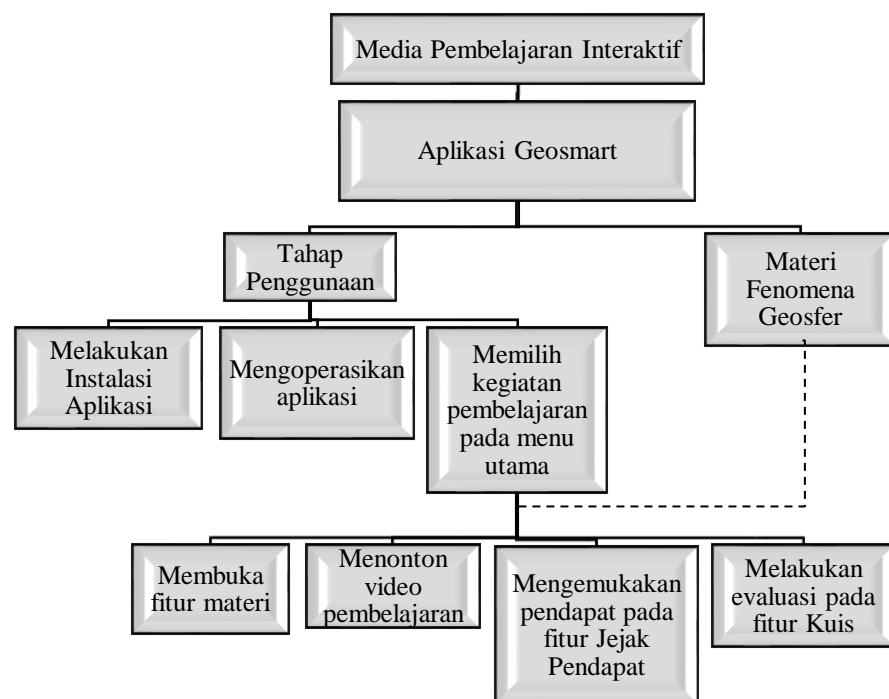 Media Pembelajaran Interaktif
Aplikasi Geosmart
Tahap
Penggunaan
Materi
Fenomena
Geosfer
Melakukan
Instalasi
Aplikasi
Mengoperasikan
aplikasi
Memilih
kegiatan
pembelajaran
pada menu
utama
Membuka
fitur materi
Menonton
video
pembelajaran
Mengemukakan
pendapat pada
fitur Jejak
Pendapat
Melakukan
evaluasi pada
fitur Kuis